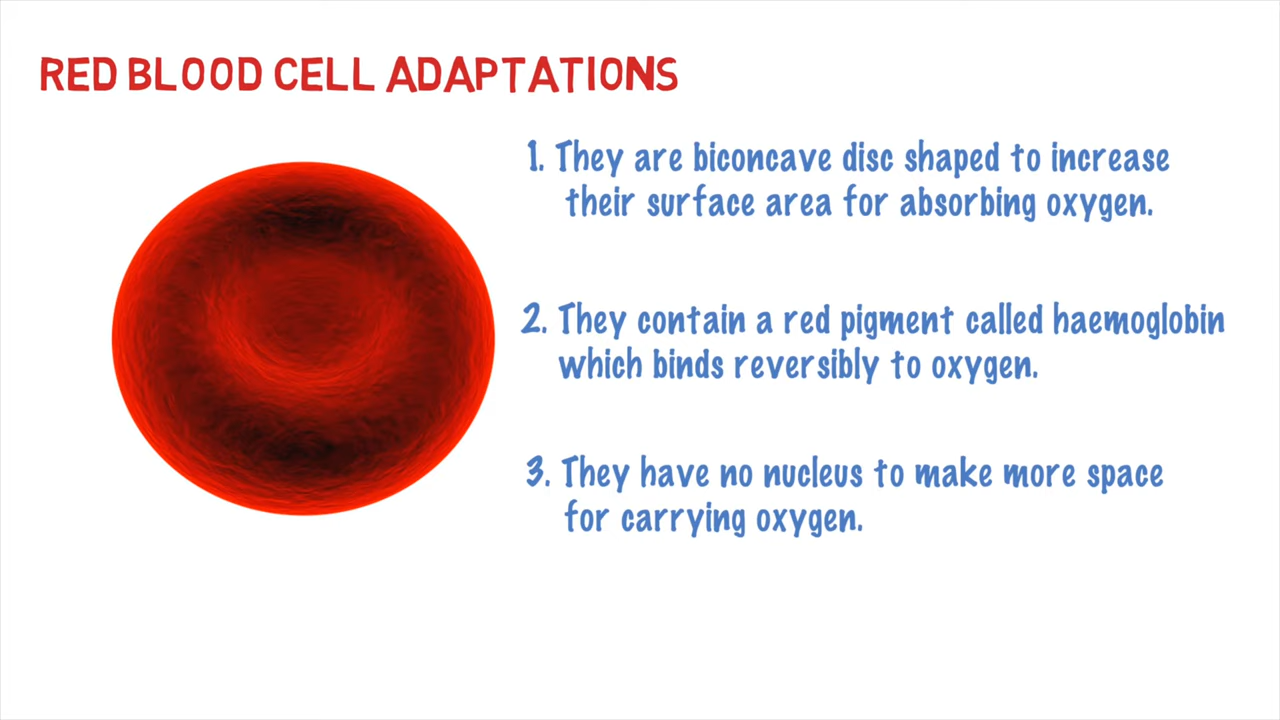 RED BLOOD CELL ADAPTATIONS
1. They are biconcave disc shaped to increase
their surface area for absorbing oxygen.
2. They contain a red pigment called haemoglobin
which binds reversibly to oxygen.
3. They have no nucleus to make more space
for carrying oxygen.